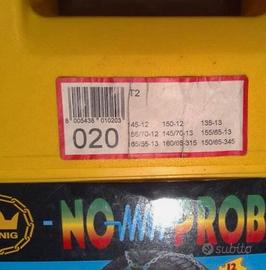 T2
8 005438 010203
145-12 150-12 135-13
155/70-12 145/70-13 155/65-13
165/65-13 160/65-315 150/65-345
020
NIG
-NO PROB
12
subito